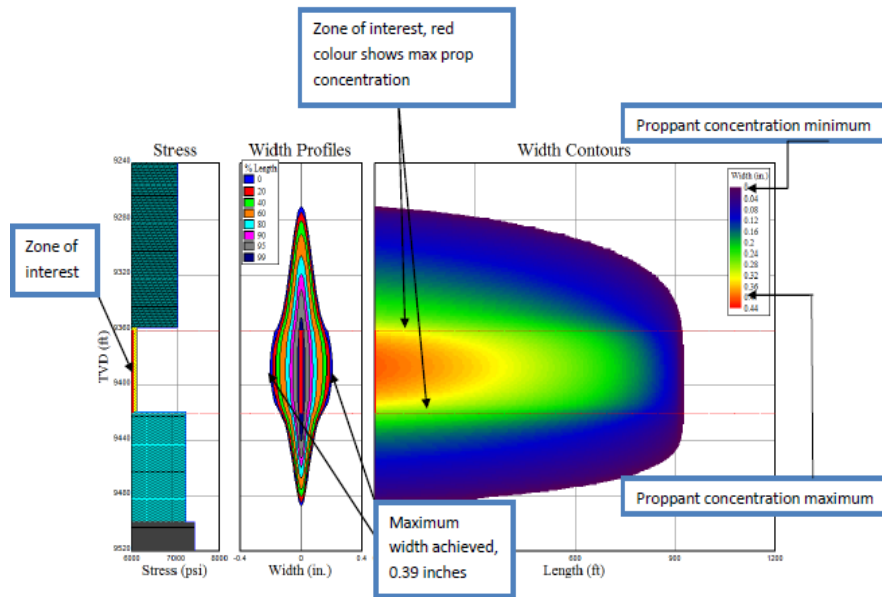 Zone of interest, red
colour shows max prop
concentration
Proppant concentration minimum
Stress
Width Profiles
Width Contours
Zone of
interest
TVD (ft)
9240
9280
9320
9360
9400
9440
9480
9520
6000
7000
8000
Stress (psi)
% Length
0
20
40
60
80
90
95
99
-0.4
0
0.4
Width (in.)
Maximum
width achieved,
0.39 inches
Width (in.)
0
0.04
0.08
0.12
0.16
0.2
0.24
0.28
0.32
0.4
0.44
Proppant concentration maximum
600
900
1200
Length (ft)